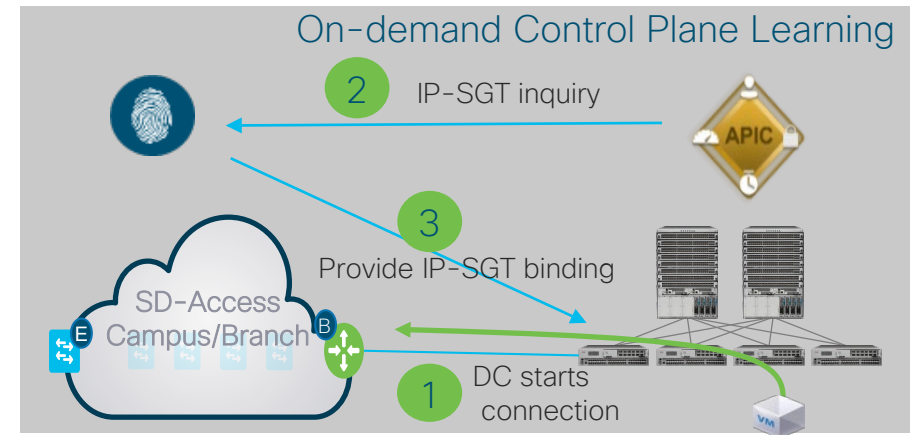 On-demand Control Plane Learning
2 IP-SGT inquiry
APIC
3
Provide IP-SGT binding
SD-Access
Campus/Branch
E
B
1
DC starts
connection
VM